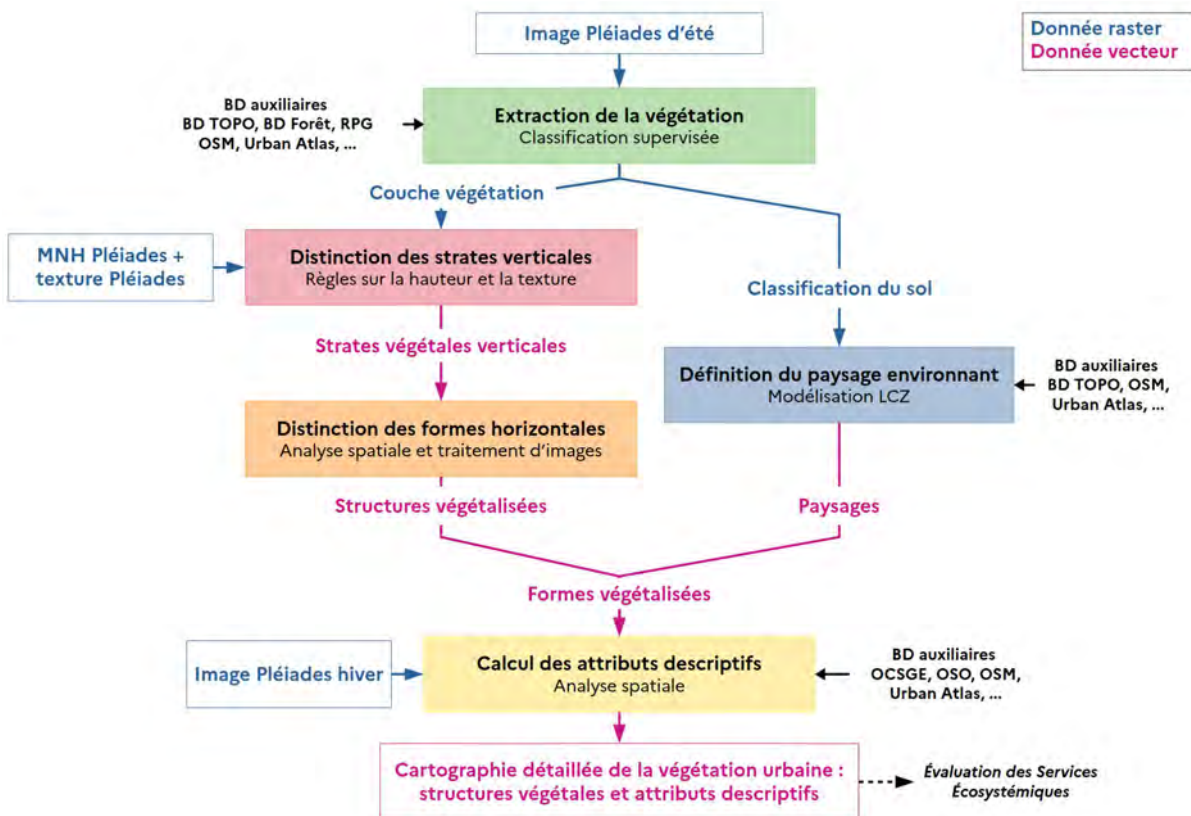 Image Pléiades d'été
Donnée raster
Donnée vecteur
BD auxiliaires
BD TOPO, BD Forêt, RPG
OSM, Urban Atlas, ...
Extraction de la végétation
Classification supervisée
Couche végétation
MNH Pléiades +
texture Pléiades
Distinction des strates verticales
Règles sur la hauteur et la texture
Classification du sol
Strates végétales verticales
Définition du paysage environnant
Modélisation LCZ
BD auxiliaires
BD TOPO, OSM,
Urban Atlas, ...
Distinction des formes horizontales
Analyse spatiale et traitement d'images
Structures végétalisées
Paysages
Formes végétalisées
Image Pléiades hiver
Calcul des attributs descriptifs
Analyse spatiale
BD auxiliaires
OCSGE, OSO, OSM,
Urban Atlas, ...
Cartographie détaillée de la végétation urbaine :
structures végétales et attributs descriptifs
Évaluation des Services
Écosystémiques